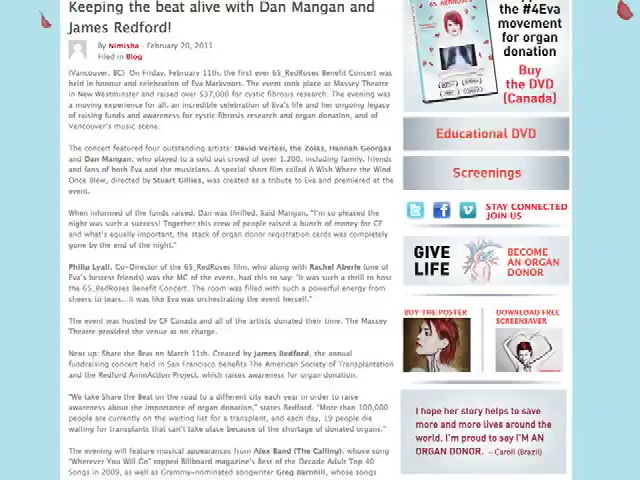 Keeping the beat alive with Dan Mangan and
James Redford!
By Nimisha · February 20, 2011
Filed in Blog
(Vancouver, BC) On Friday, February 11th, the first ever 65_RedRoses Benefit Concert was
held in honour and celebration of Eva Markvoort. The event took place at Massey Theatre
in New Westminster and raised over $37,000 for cystic fibrosis research. The evening was
a moving experience for all, an incredible celebration of Eva's life and her ongoing legacy
of raising funds and awareness for cystic fibrosis research and organ donation, and of
Vancouver's music scene.
The concert featured four outstanding artists: David Vertesi, the Zolas, Hannah Georgas
and Dan Mangan, who played to a sold out crowd of over 1,200, including family, friends
and fans of both Eva and the musicians. A special short film called A Wish Where the Wind
Once Blew, directed by Stuart Gillies, was created as a tribute to Eva and premiered at the
event.
When informed of the funds raised, Dan was thrilled. Said Mangan, "I'm so pleased the
night was such a success! Together this crew of people raised a bunch of money for CF
and what's equally important, the stack of organ donor registration cards was completely
gone by the end of the night."
Philip Lyall, Co-Director of the 65_RedRoses film, who along with Rachel Aberle (one of
Eva's bestest friends) was the MC of the event, had this to say: "It was such a thrill to host
the 65_RedRoses Benefit Concert. The room was filled with such a powerful energy from
cheers to tears...it was like Eva was orchestrating the event herself."
The event was hosted by CF Canada and all of the artists donated their time. The Massey
Theatre provided the venue at no charge.
Next up: Share the Beat on March 11th. Created by James Redford, the annual
fundraising concert held in San Francisco benefits The American Society of Transplantation
and the Redford AnimAction Project, which raises awareness for organ donation.
"We take Share the Beat on the road to a different city each year in order to raise
awareness about the importance of organ donation," states Redford. "More than 100,000
people are currently on the waiting list for a transplant, and each day, 19 people die
waiting for transplants that can't take place because of the shortage of donated organs."
The evening will feature musical appearances from Alex Band (The Calling), whose song
"Wherever You Will Go" topped Billboard magazine's Best of the Decade Adult Top 40
Songs in 2009, as well as Grammy-nominated songwriter Greg Barnhill, whose songs
65 REDROSES
the #4Eva
movement
for organ
donation
Buy
the DVD
(Canada)
Educational DVD
Screenings
STAY CONNECTED
JOIN US
GIVE
LIFE
BECOME
AN ORGAN
DONOR
BUY THE POSTER
DOWNLOAD FREE
SCREENSAVER
I hope her story helps to save
more and more lives around the
world. I'm proud to say I'M AN
ORGAN DONOR. – Caroll (Brazil)